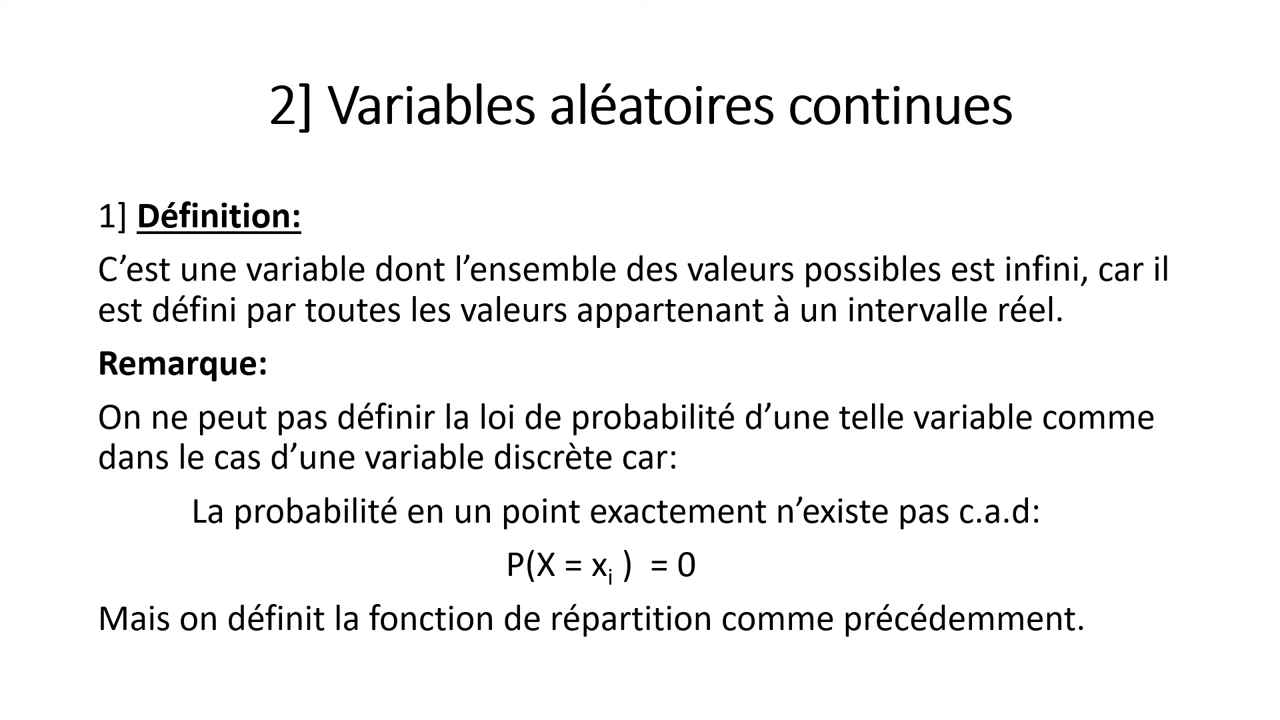 2] Variables aléatoires continues
1] Définition:
C’est une variable dont l’ensemble des valeurs possibles est infini, car il
est défini par toutes les valeurs appartenant à un intervalle réel.
Remarque:
On ne peut pas définir la loi de probabilité d’une telle variable comme
dans le cas d’une variable discrète car:
La probabilité en un point exactement n’existe pas c.a.d:
P(X = xᵢ ) = 0
Mais on définit la fonction de répartition comme précédemment.